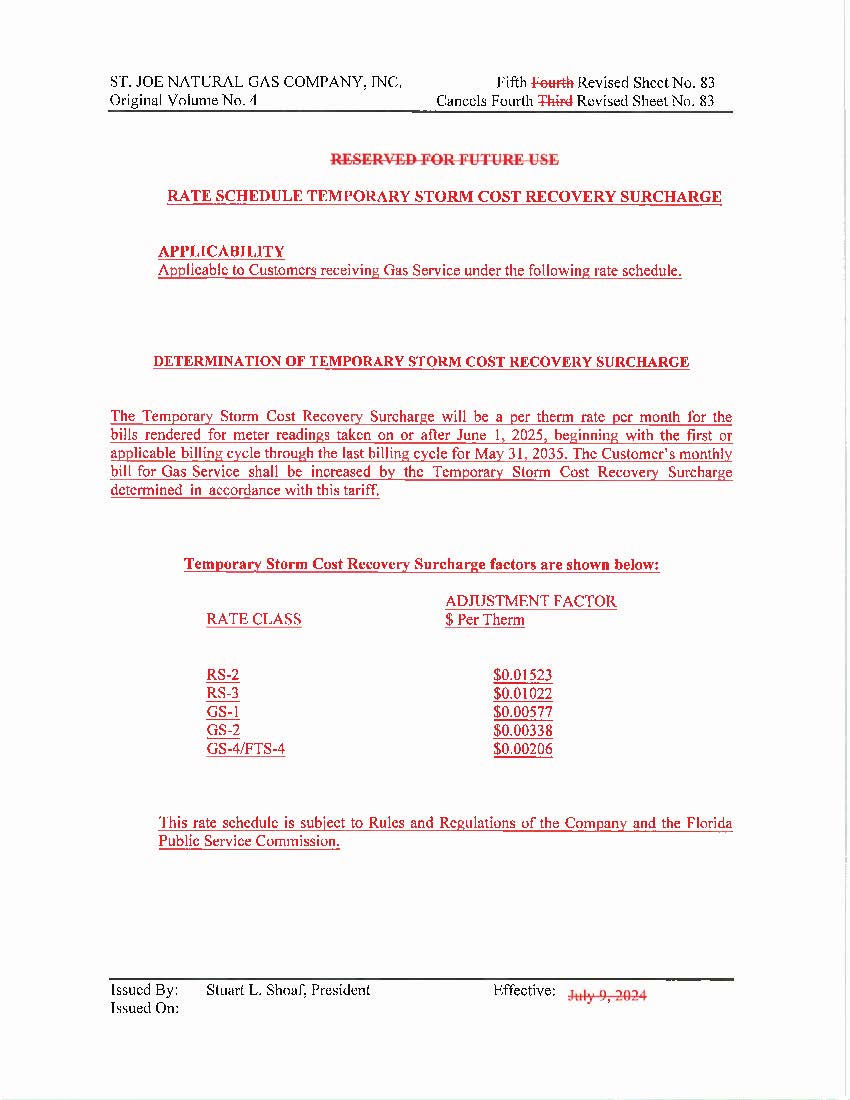 ST. JOE NATURAL GAS COMPANY, INC. Fifth Fourth Revised Sheet No. 83
Original Volume No. 4 Cancels Fourth Third Revised Sheet No. 83
RESERVED FOR FUTURE USE
RATE SCHEDULE TEMPORARY STORM COST RECOVERY SURCHARGE
APPLICABILITY
Applicable to Customers receiving Gas Service under the following rate schedule.
DETERMINATION OF TEMPORARY STORM COST RECOVERY SURCHARGE
The Temporary Storm Cost Recovery Surcharge will be a per therm rate per month for the
bills rendered for meter readings taken on or after June 1, 2025, beginning with the first or
applicable billing cycle through the last billing cycle for May 31, 2035. The Customer's monthly
bill for Gas Service shall be increased by the Temporary Storm Cost Recovery Surcharge
determined in accordance with this tariff.
Temporary Storm Cost Recovery Surcharge factors are shown below:
ADJUSTMENT FACTOR
RATE CLASS $ Per Therm
RS-2 $0.01523
RS-3 $0.01022
GS-1 $0.00577
GS-2 $0.00338
GS-4/FTS-4 $0.00206
This rate schedule is subject to Rules and Regulations of the Company and the Florida
Public Service Commission.
Issued By: Stuart L. Shoaf, President Effective: July 9, 2024
Issued On: